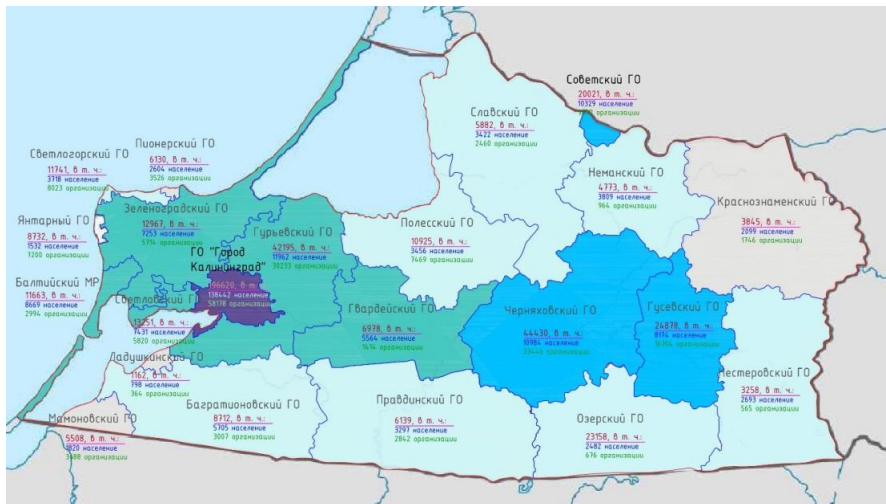 Советский ГО
20021, в т. ч.:
10329 население
Славский ГО
5882, в т. ч.:
3422 население
2460 организации
Пионерский ГО
6130, в т. ч.:
2604 население
3526 организации
Светлогорский ГО
11741, в т. ч.:
3718 население
8023 организации
Неманский ГО
4773, в т. ч.:
3809 население
964 организации
Краснознаменский ГО
3845, в т. ч.:
2099 население
1746 организации
Зеленоградский ГО
12967, в т. ч.:
7253 население
5714 организации
Янтарный ГО
8732, в т. ч.:
1532 население
7200 организации
Гурьевский ГО
42195, в т. ч.:
11962 население
30233 организации
Полесский ГО
10925, в т. ч.:
3456 население
7469 организации
ГО "Город
Калининград"
196620, в т. ч.:
138442 население
58178 организации
Балтийский МР
11663, в т. ч.:
8669 население
2994 организации
Светловский ГО
13251, в т. ч.:
7431 население
5820 организации
Гвардейский ГО
6978, в т. ч.:
5564 население
1414 организации
Черняховский ГО
44430, в т. ч.:
10984 население
33446 организации
Гусевский ГО
24878, в т. ч.:
8174 население
16704 организации
Ладушкинский ГО
1162, в т. ч.:
798 население
364 организации
Нестеровский ГО
3258, в т. ч.:
2693 население
565 организации
Мамоновский ГО
5508, в т. ч.:
1820 население
3688 организации
Багратионовский ГО
8712, в т. ч.:
5705 население
3007 организации
Правдинский ГО
6139, в т. ч.:
3297 население
2842 организации
Озерский ГО
23158, в т. ч.:
2482 население
676 организации